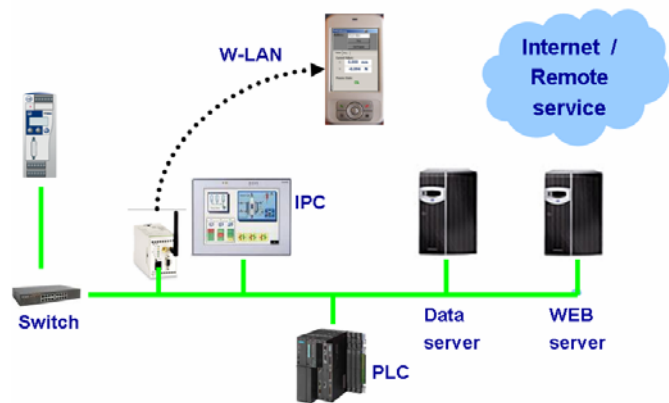 W-LAN
Internet /
Remote
service
IPC
Switch
Data
server
WEB
server
PLC